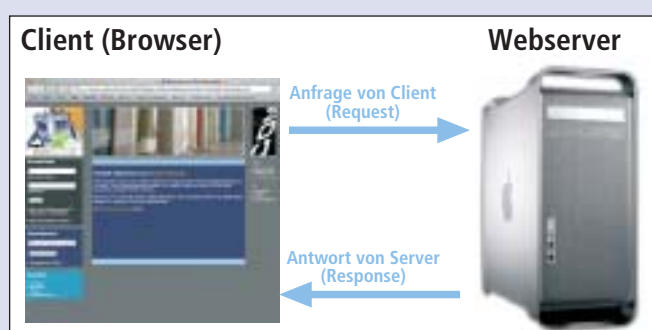 Client (Browser)
Webserver
Anfrage von Client
(Request)
Antwort von Server
(Response)